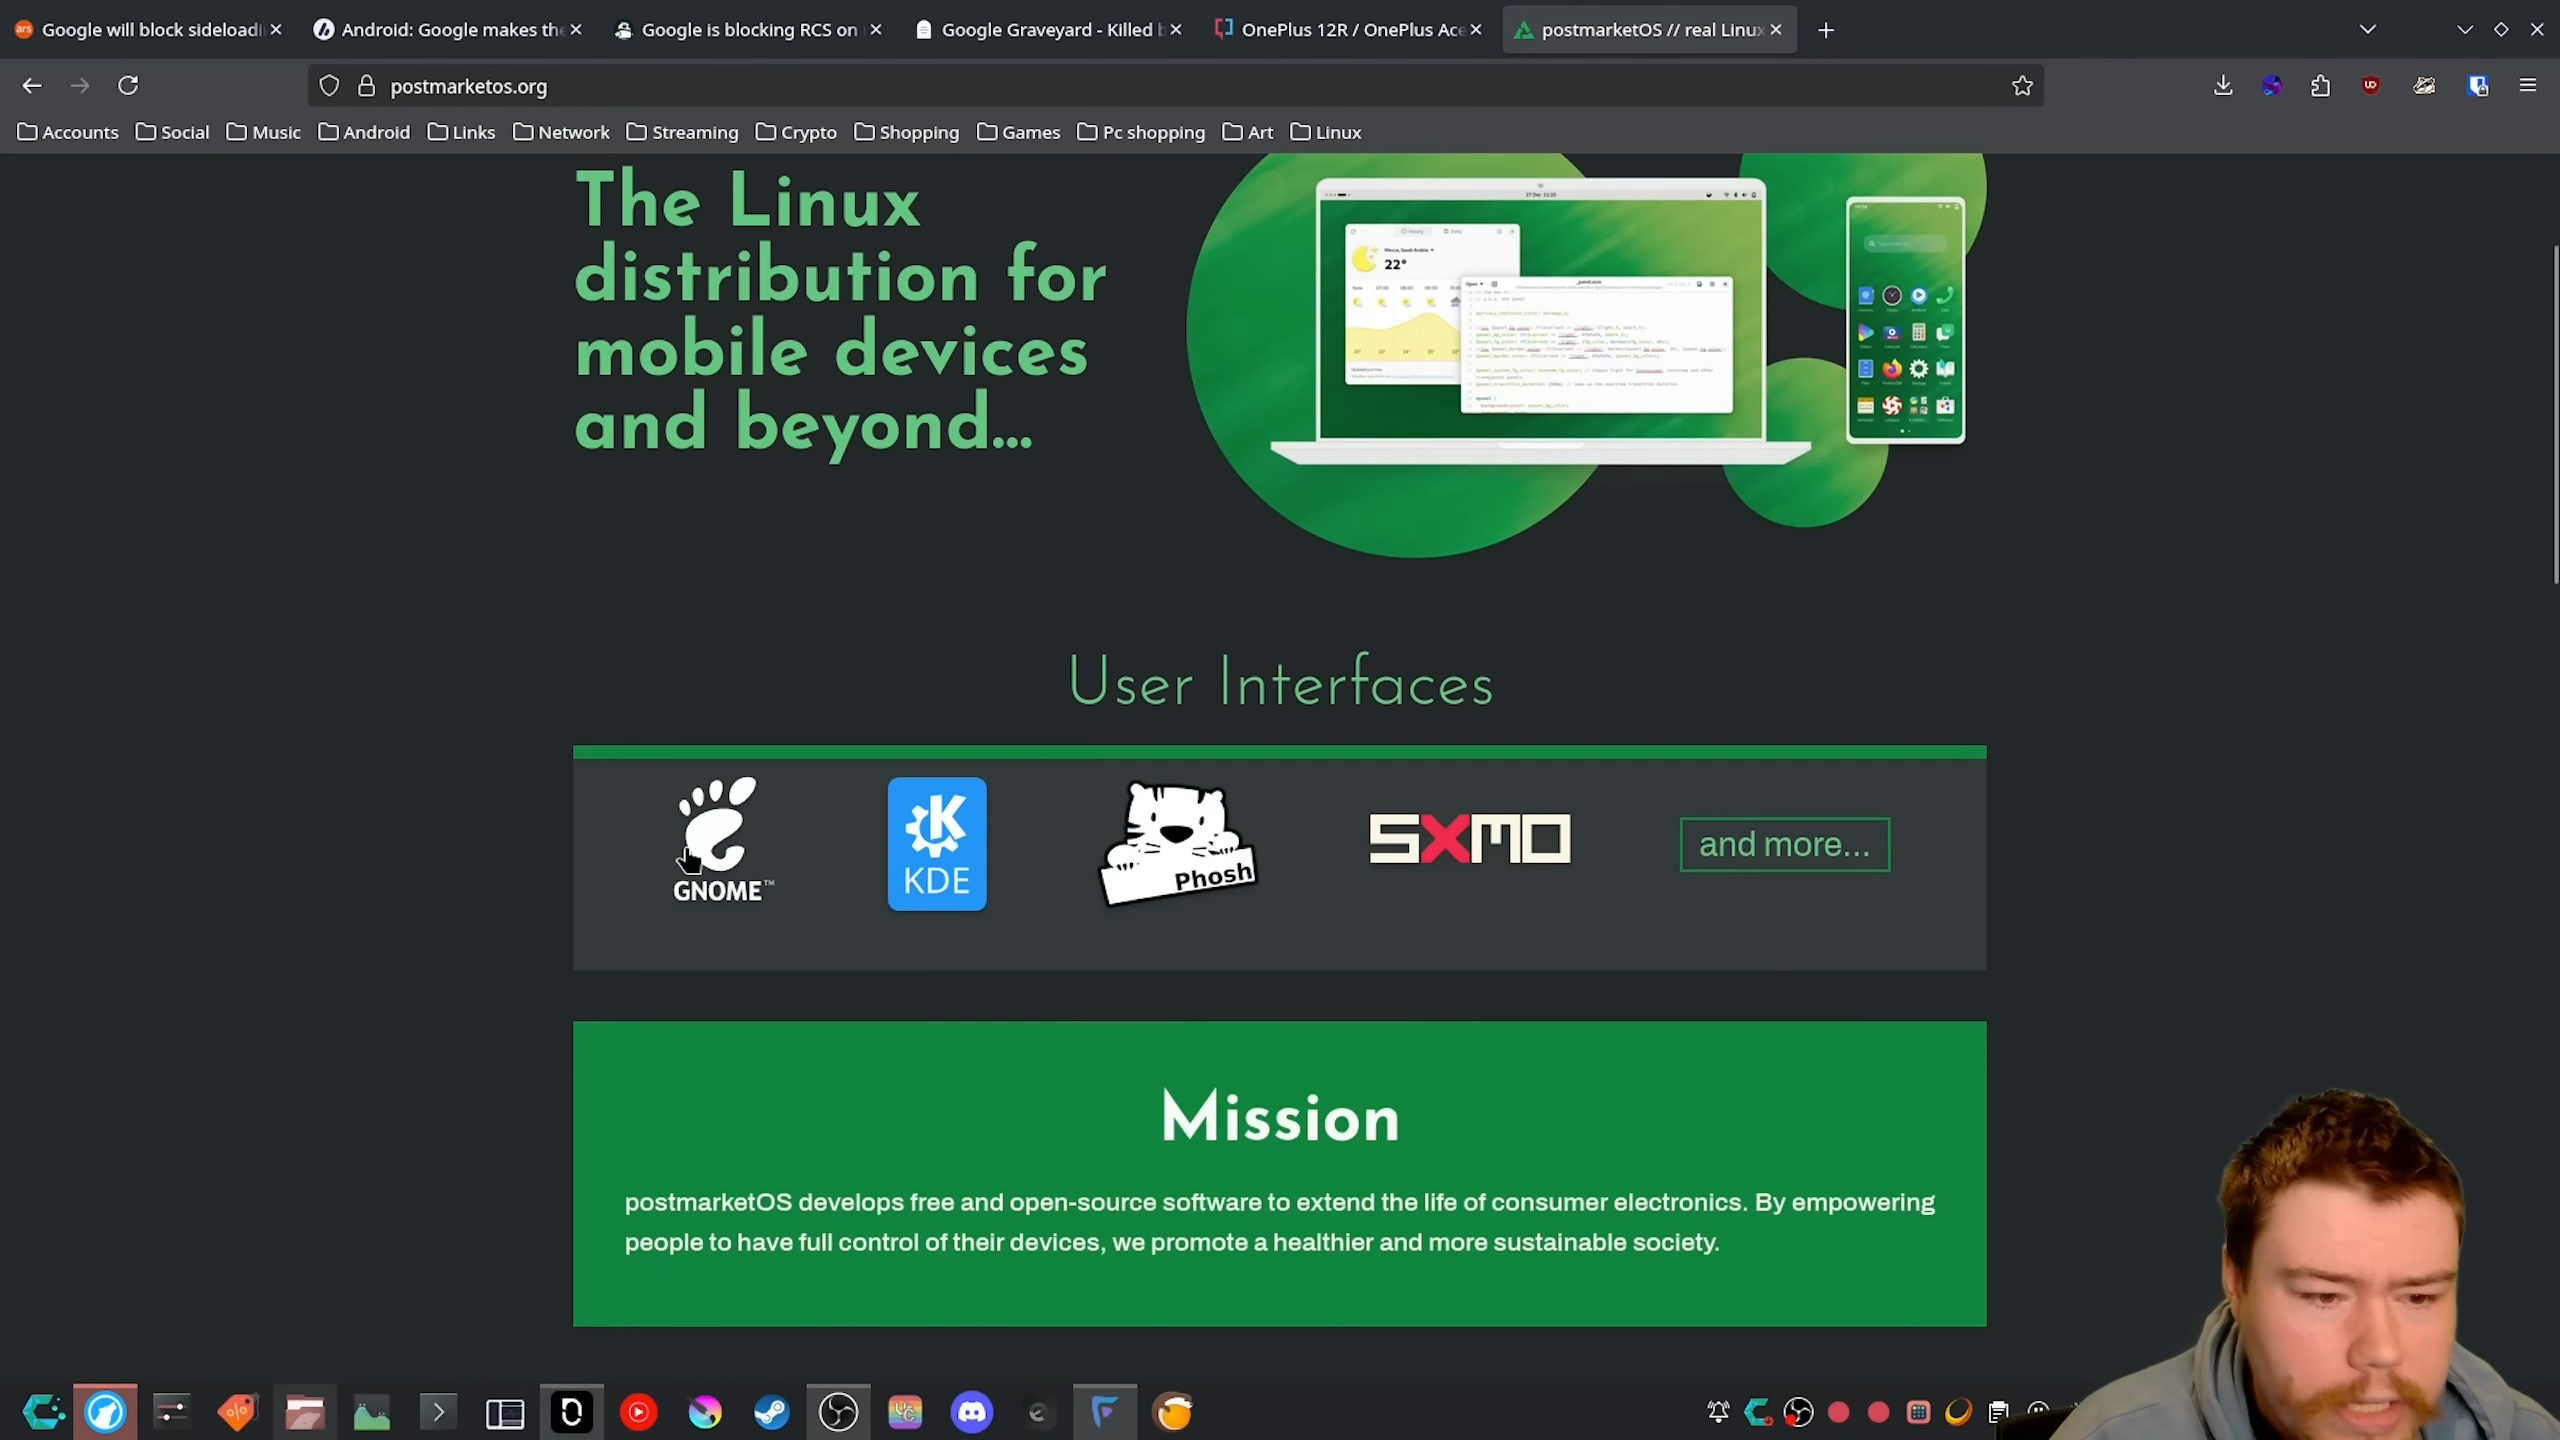 Google will block sideloadi
Android: Google makes the
Google is blocking RCS on
Google Graveyard - Killed b
OnePlus 12R / OnePlus Ace
postmarketOS // real Linux
postmarketos.org
Accounts
Social
Music
Android
Links
Network
Streaming
Crypto
Shopping
Games
Pc shopping
Art
Linux
The Linux
distribution for
mobile devices
and beyond...
22°
User Interfaces
GNOME™
KDE
Phosh
SXMO
and more...
Mission
postmarketOS develops free and open-source software to extend the life of consumer electronics. By empowering
people to have full control of their devices, we promote a healthier and more sustainable society.